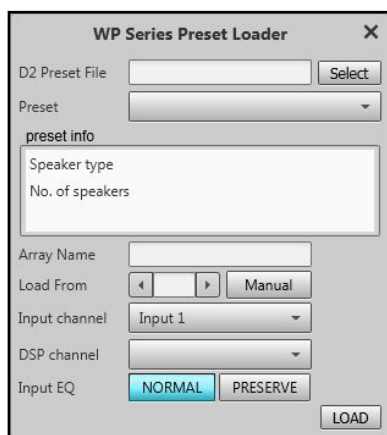 WP Series Preset Loader ×
D2 Preset File Select
Preset
preset info
Speaker type
No. of speakers
Array Name
Load From Manual
Input channel Input 1
DSP channel
Input EQ NORMAL PRESERVE
LOAD